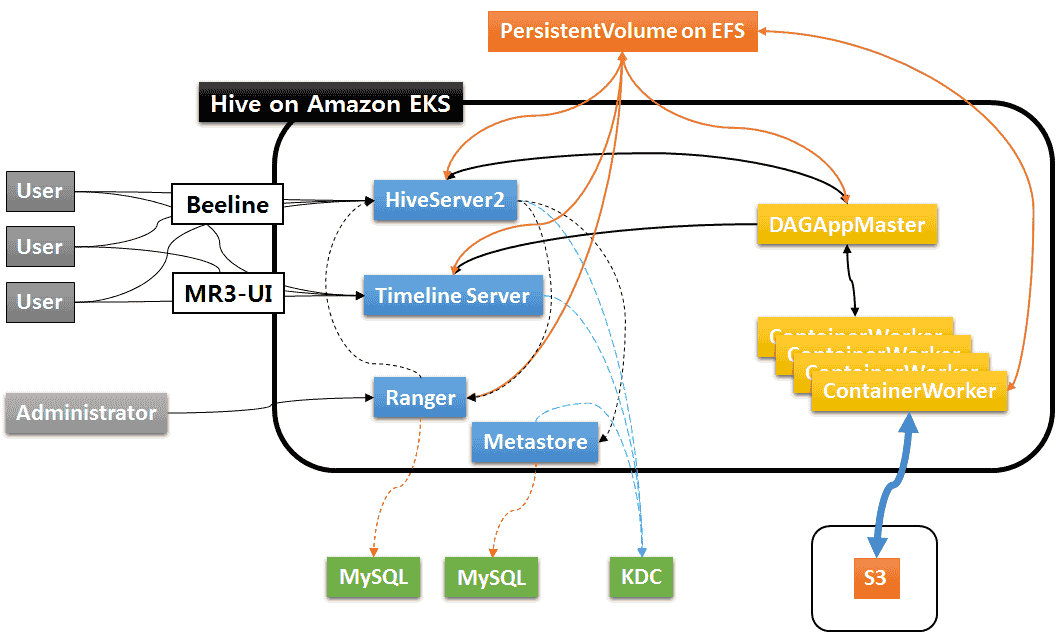 PersistentVolume on EFS
Hive on Amazon EKS
User
Beeline
HiveServer2
DAGAppMaster
User
MR3-UI
Timeline Server
User
ContainerWorker
ContainerWorker
ContainerWorker
ContainerWorker
Ranger
Administrator
Metastore
MySQL
MySQL
KDC
S3